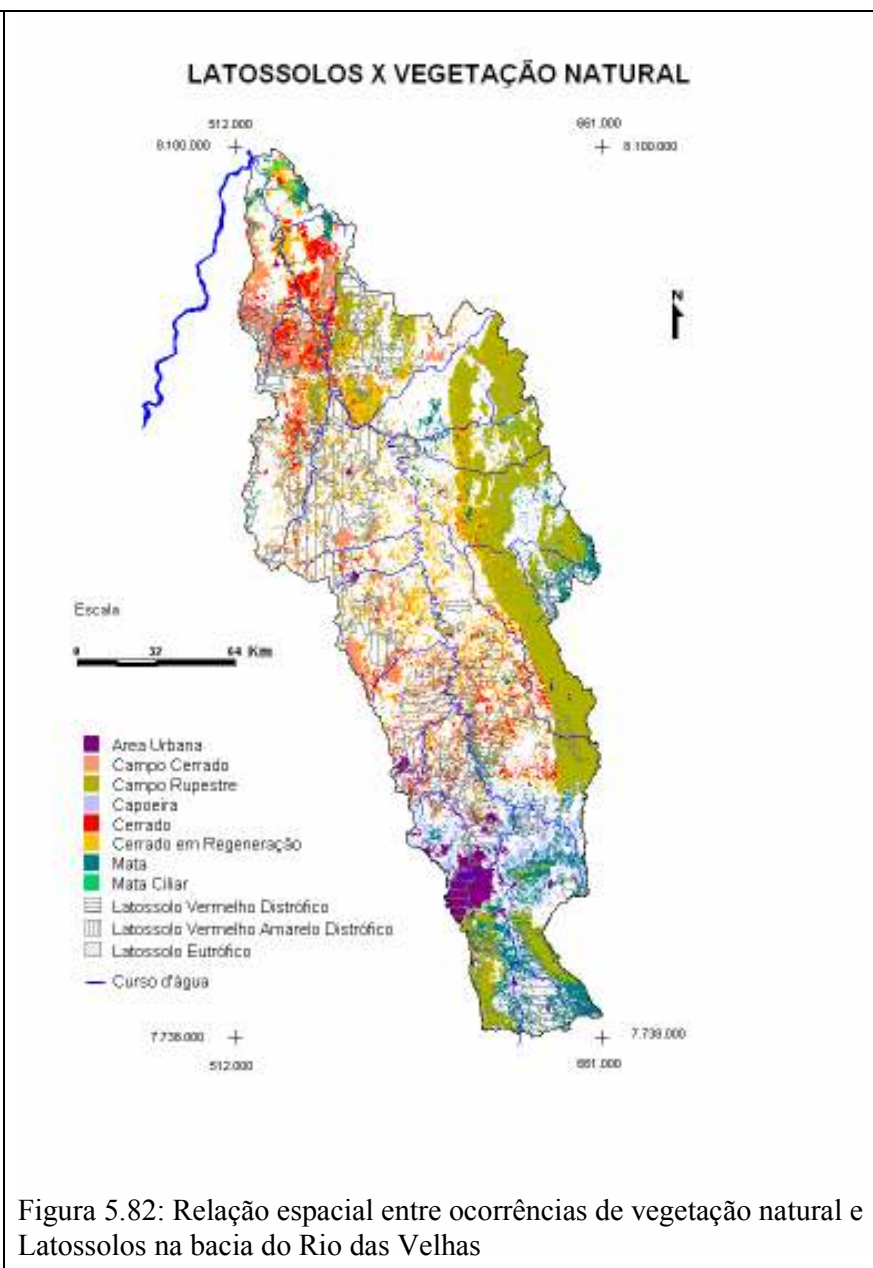 LATOSSOLOS X VEGETAÇÃO NATURAL
512.000
661.000
8.100.000
8.100.000
N
Escala
0 32 64 Km
Area Urbana
Campo Cerrado
Campo Rupestre
Capoeira
Cerrado
Cerrado em Regeneração
Mata
Mata Ciliar
Latossolo Vermelho Distrófico
Latossolo Vermelho Amarelo Distrófico
Latossolo Eutrófico
Curso d'água
7.738.000
7.738.000
512.000
661.000
Figura 5.82: Relação espacial entre ocorrências de vegetação natural e
Latossolos na bacia do Rio das Velhas